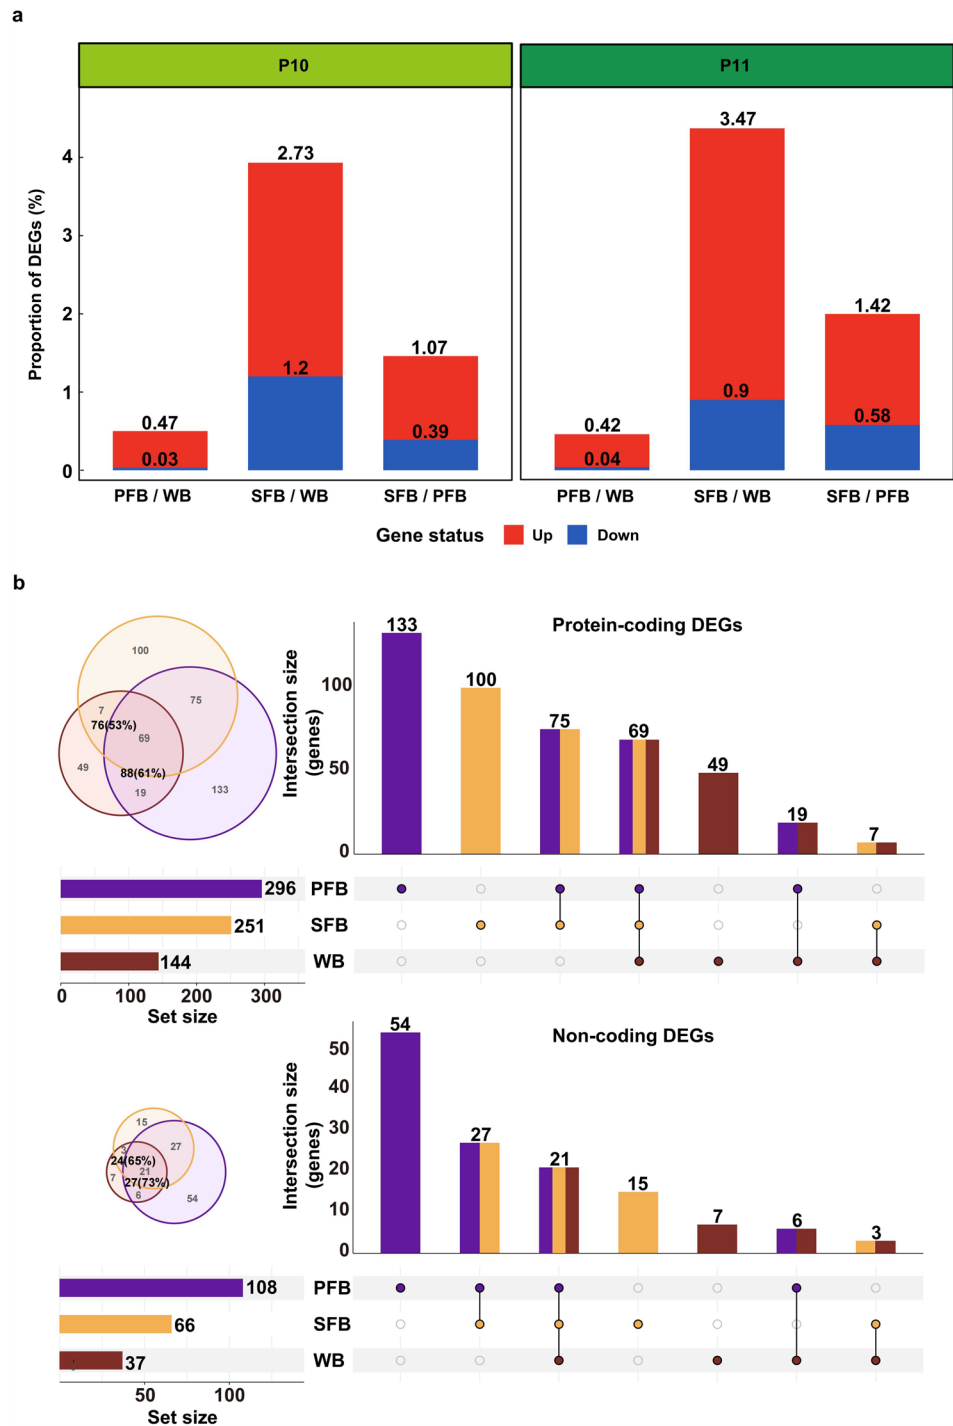 a
P10
P11
Proportion of DEGs (%)
4
3
2
1
0
0.47
0.03
2.73
1.2
1.07
0.39
0.42
0.04
3.47
0.9
1.42
0.58
PFB / WB
SFB / WB
SFB / PFB
PFB / WB
SFB / WB
SFB / PFB
Gene status
Up
Down
b
100
75
7
76(53%)
69
49
88(61%)
19
133
Protein-coding DEGs
Intersection size
(genes)
100
50
0
133
100
75
69
49
19
7
296
251
144
PFB
SFB
WB
0
100
200
300
Set size
15
27
3
24(65%)
21
7
27(73%)
6
54
Non-coding DEGs
Intersection size
(genes)
50
40
30
20
10
0
54
27
21
15
7
6
3
108
66
37
PFB
SFB
WB
50
100
Set size